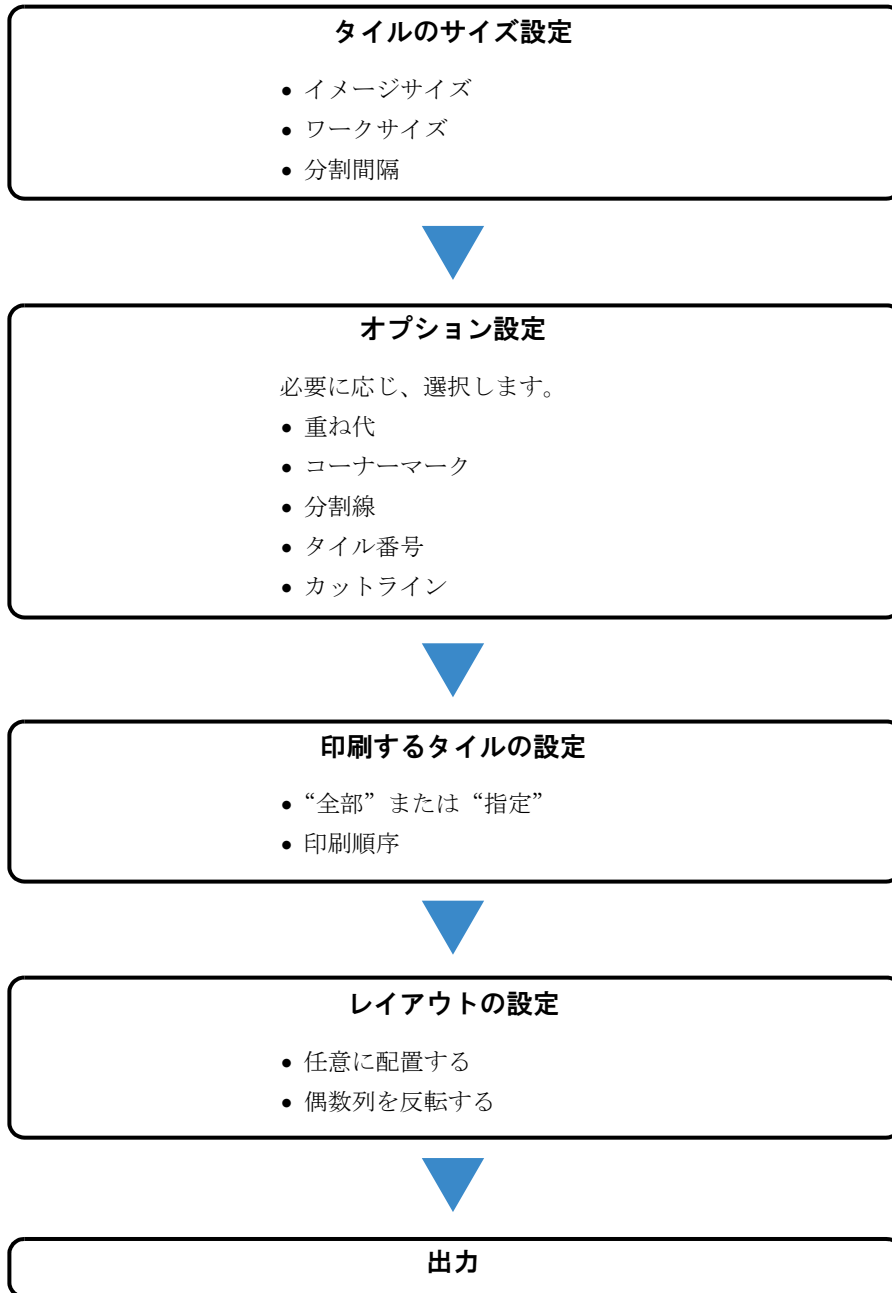 タイルのサイズ設定
• イメージサイズ
• ワークサイズ
• 分割間隔
オプション設定
必要に応じ、選択します。
• 重ね代
• コーナーマーク
• 分割線
• タイル番号
• カットライン
印刷するタイルの設定
• “全部”または“指定”
• 印刷順序
レイアウトの設定
• 任意に配置する
• 偶数列を反転する
出力